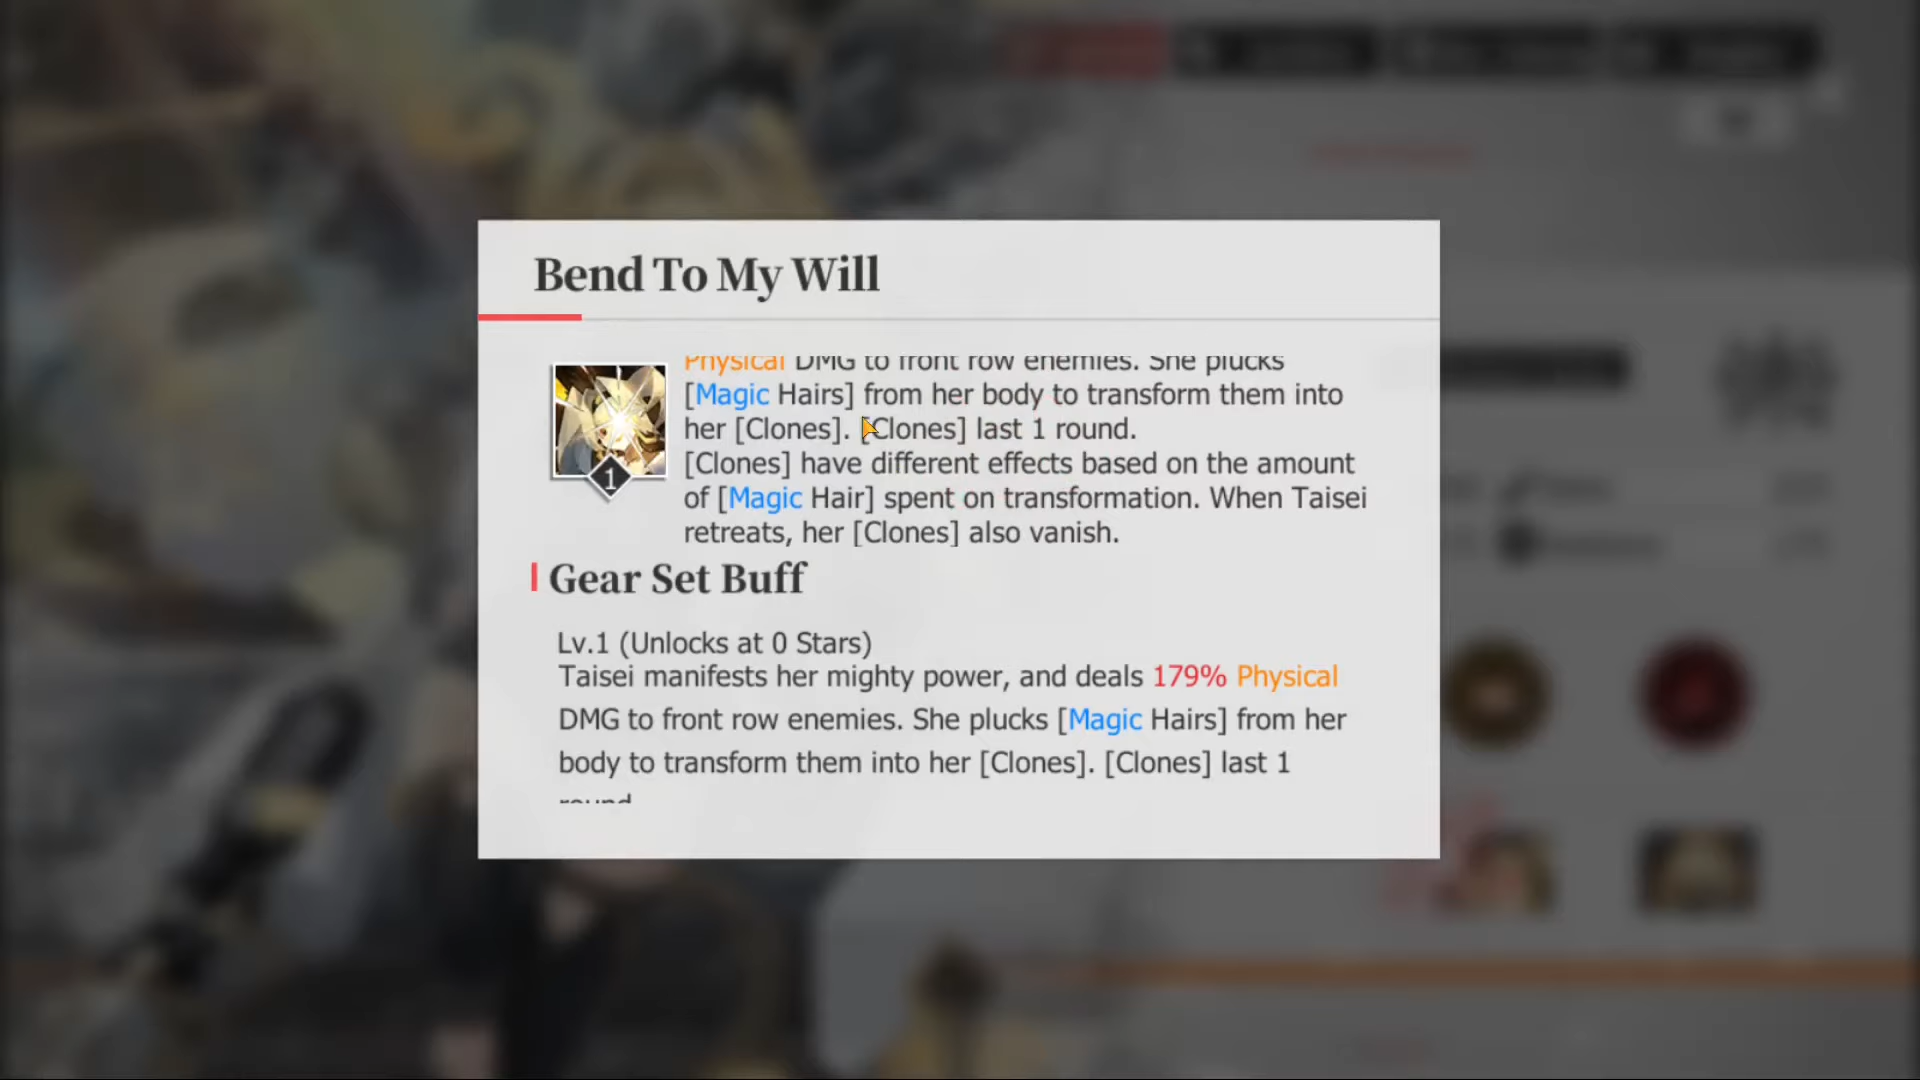 Bend To My Will
Physical DMG to front row enemies. She plucks
[Magic Hairs] from her body to transform them into
her [Clones]. [Clones] last 1 round.
[Clones] have different effects based on the amount
of [Magic Hair] spent on transformation. When Taisei
retreats, her [Clones] also vanish.
1
Gear Set Buff
Lv.1 (Unlocks at 0 Stars)
Taisei manifests her mighty power, and deals 179% Physical
DMG to front row enemies. She plucks [Magic Hairs] from her
body to transform them into her [Clones]. [Clones] last 1
round